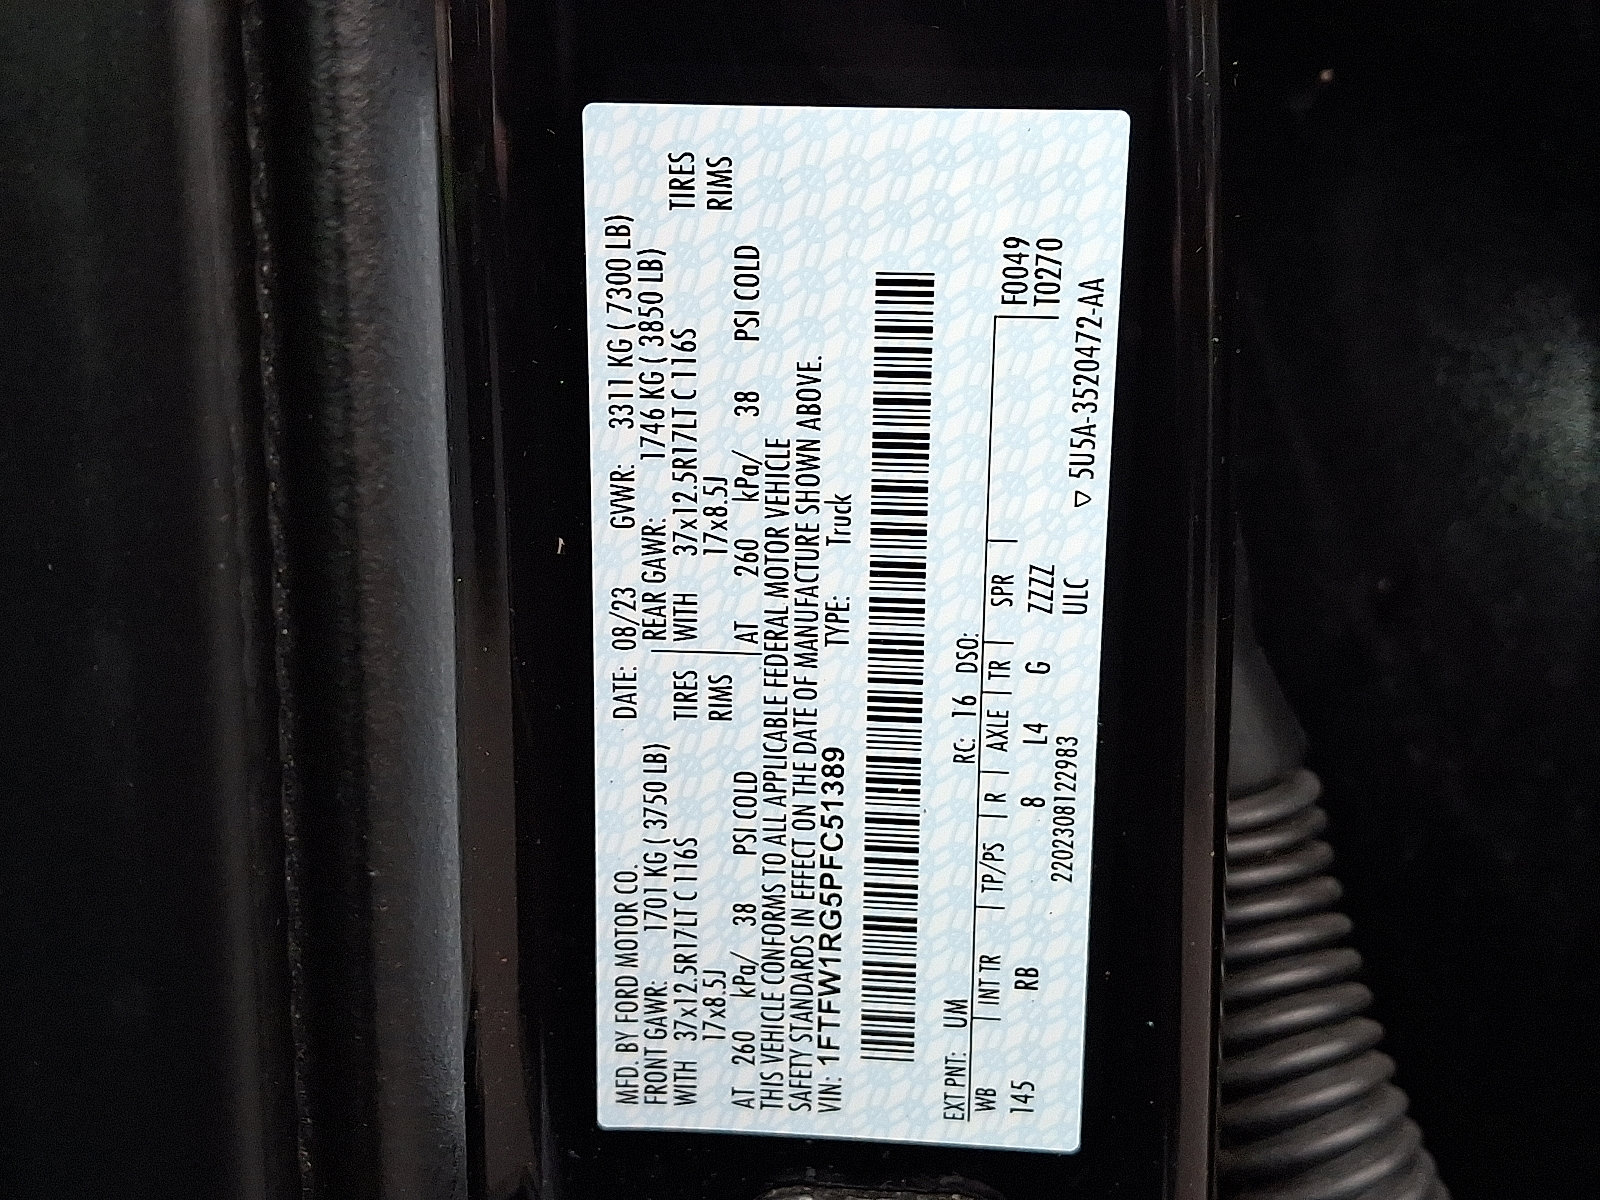 MFD. BY FORD MOTOR CO. DATE: 08/23 GVWR: 3311 KG ( 7300 LB)
FRONT GAWR: 1701 KG ( 3750 LB) REAR GAWR: 1746 KG ( 3850 LB)
WITH 37x12.5R17LT C 116S TIRES WITH 37x12.5R17LT C 116S TIRES
17x8.5J RIMS 17x8.5J RIMS
AT 260 kPa/ 38 PSI COLD AT 260 kPa/ 38 PSI COLD
THIS VEHICLE CONFORMS TO ALL APPLICABLE FEDERAL MOTOR VEHICLE
SAFETY STANDARDS IN EFFECT ON THE DATE OF MANUFACTURE SHOWN ABOVE.
VIN: 1FTFW1RG5PFC51389 TYPE: Truck
EXT PNT: UM RC: 16 DSO:
WB | INT TR | TP/PS | R | AXLE | TR | SPR | F0049
145 RB 8 L4 G ZZZZ T0270
220230812298​3 ULC ▽ 5U5A-3520472-AA